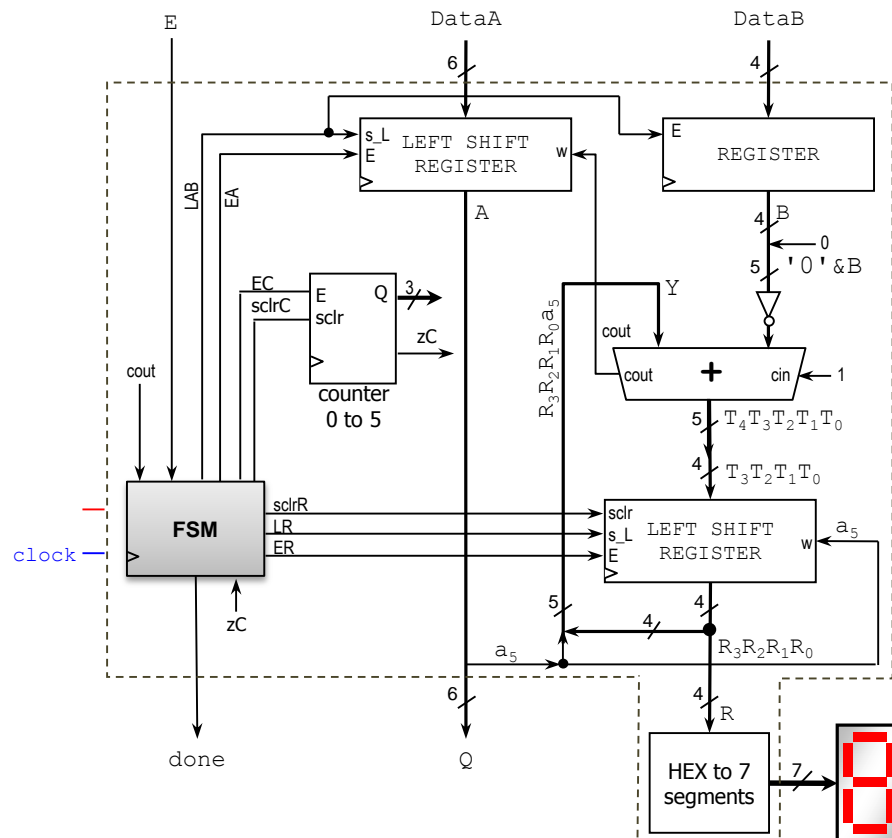 E
DataA
DataB
6
4
s_L
E
LEFT SHIFT
REGISTER
w
E
REGISTER
LAB
EA
A
4
B
0
5
'0'&B
EC
sclrC
E
sclr
Q
3
zC
counter
0 to 5
R3R2R1R0a5
Y
cout
cout
+
cin
1
cout
5
T4T3T2T1T0
4
T3T2T1T0
FSM
clock
sclrR
LR
ER
sclr
s_L
E
LEFT SHIFT
REGISTER
w
a5
zC
5
4
4
a5
R3R2R1R0
6
4
R
done
Q
HEX to 7
segments
7